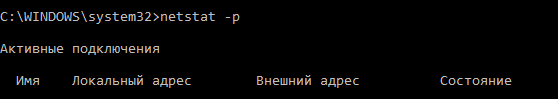 C:\WINDOWS\system32>netstat -p
Активные подключения
Имя Локальный адрес Внешний адрес Состояние